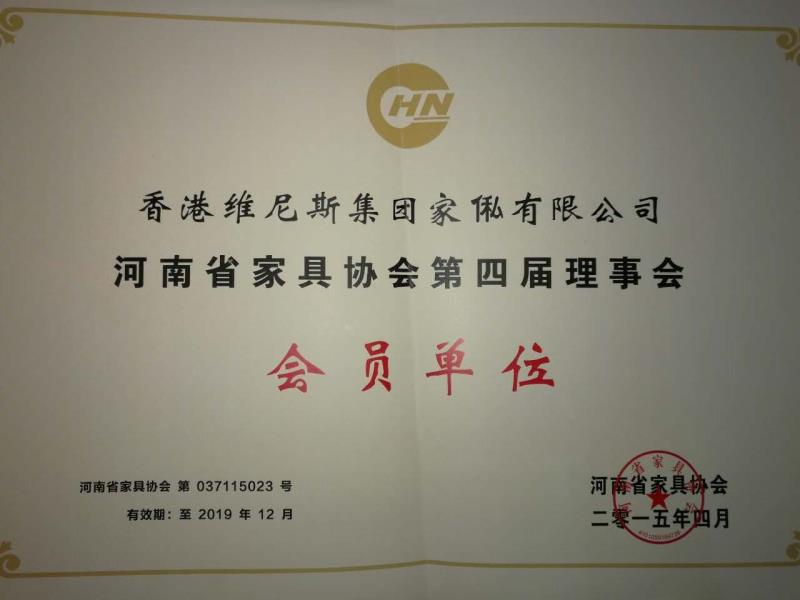 CHN
香港维尼斯集团家俬有限公司
河南省家具协会第四届理事会
会员单位
河南省家具协会 第 037115023 号
有效期：至 2019 年 12 月
河南省家具协会
二零一五年四月